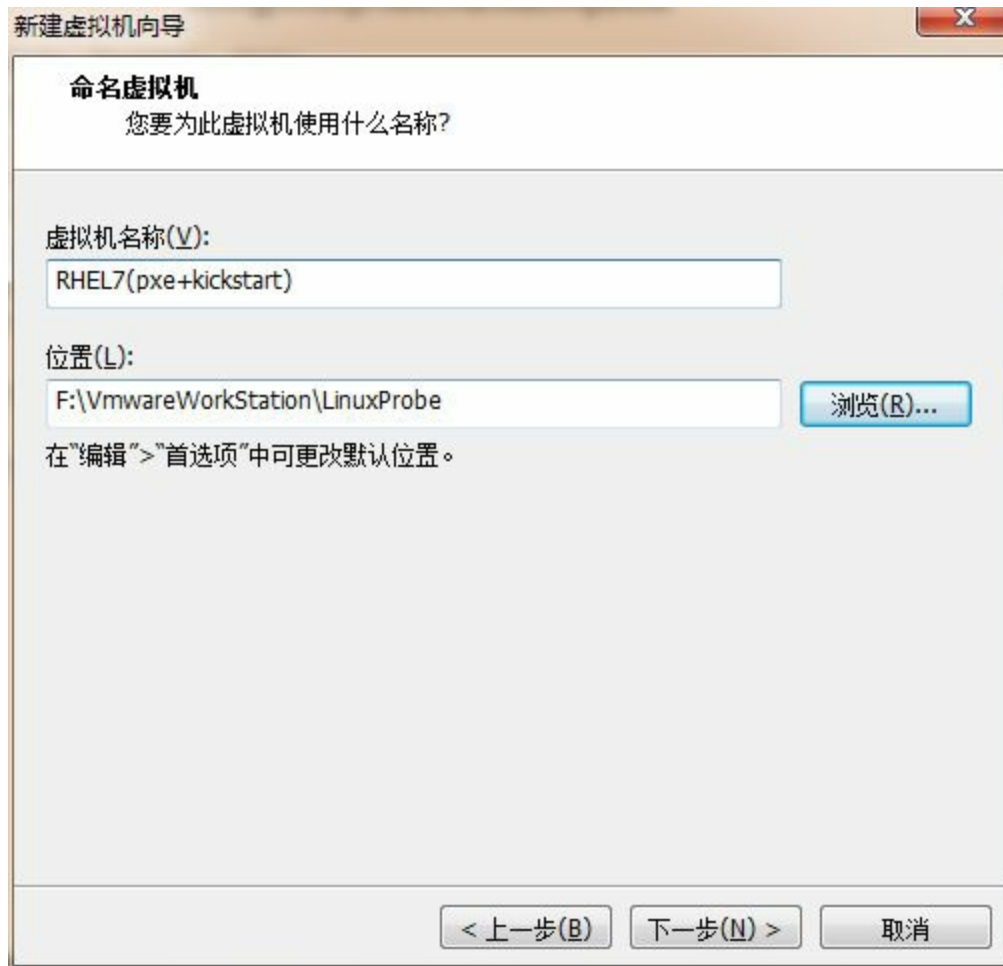 新建虚拟机向导
命名虚拟机
您要为此虚拟机使用什么名称?
虚拟机名称(V):
RHEL7(pxe+kickstart)
位置(L):
F:\VmwareWorkStation\LinuxProbe
浏览(R)...
在"编辑">"首选项"中可更改默认位置。
< 上一步(B)
下一步(N) >
取消